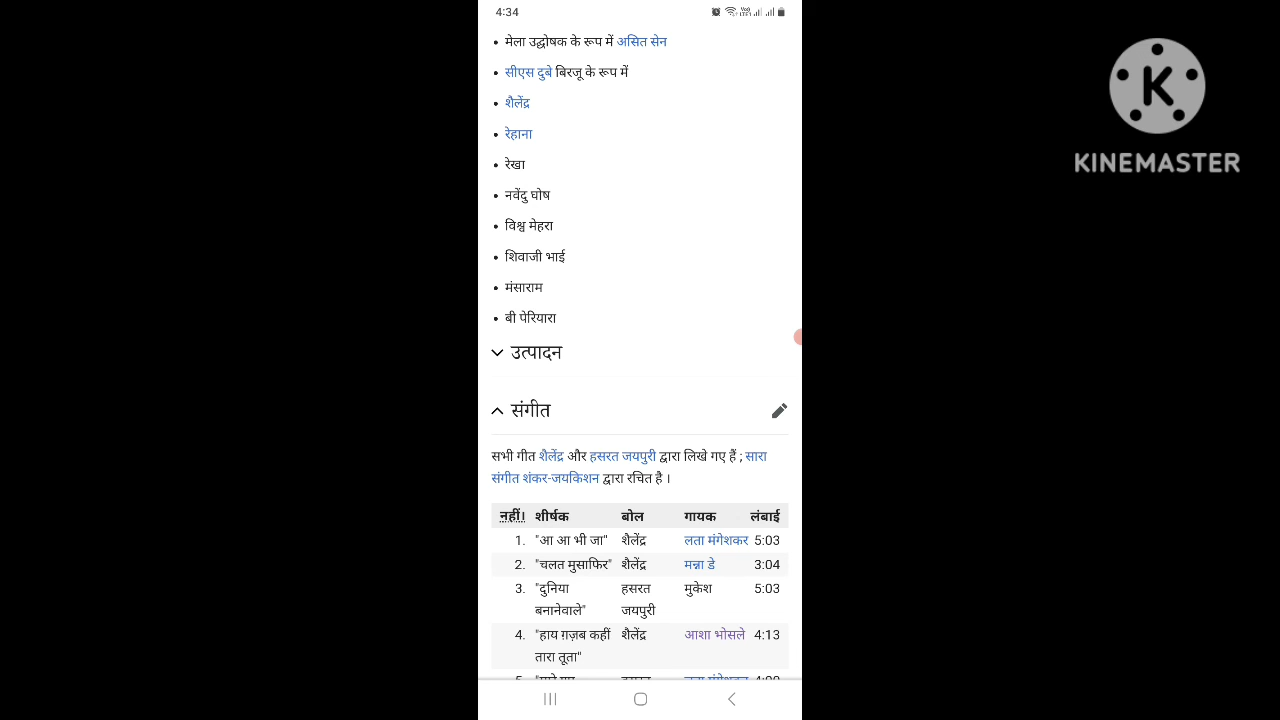 4:34
मेला उद्घोषक के रूप में असित सेन
सीएस दुबे बिरजू के रूप में
शैलेंद्र
रेहाना
रेखा
नवेंदु घोष
विश्व मेहरा
शिवाजी भाई
मंसाराम
बी पेरियारा
उत्पादन
संगीत
सभी गीत शैलेंद्र और हसरत जयपुरी द्वारा लिखे गए हैं ; सारा
संगीत शंकर-जयकिशन द्वारा रचित है ।
नहीं। शीर्षक बोल गायक लंबाई
1. "आ आ भी जा" शैलेंद्र लता मंगेशकर 5:03
2. "चलत मुसाफिर" शैलेंद्र मन्ना डे 3:04
3. "दुनिया हसरत मुकेश 5:03
बनानेवाले" जयपुरी
4. "हाय ग़ज़ब कहीं शैलेंद्र आशा भोसले 4:13
तारा तूता"
KINEMASTER